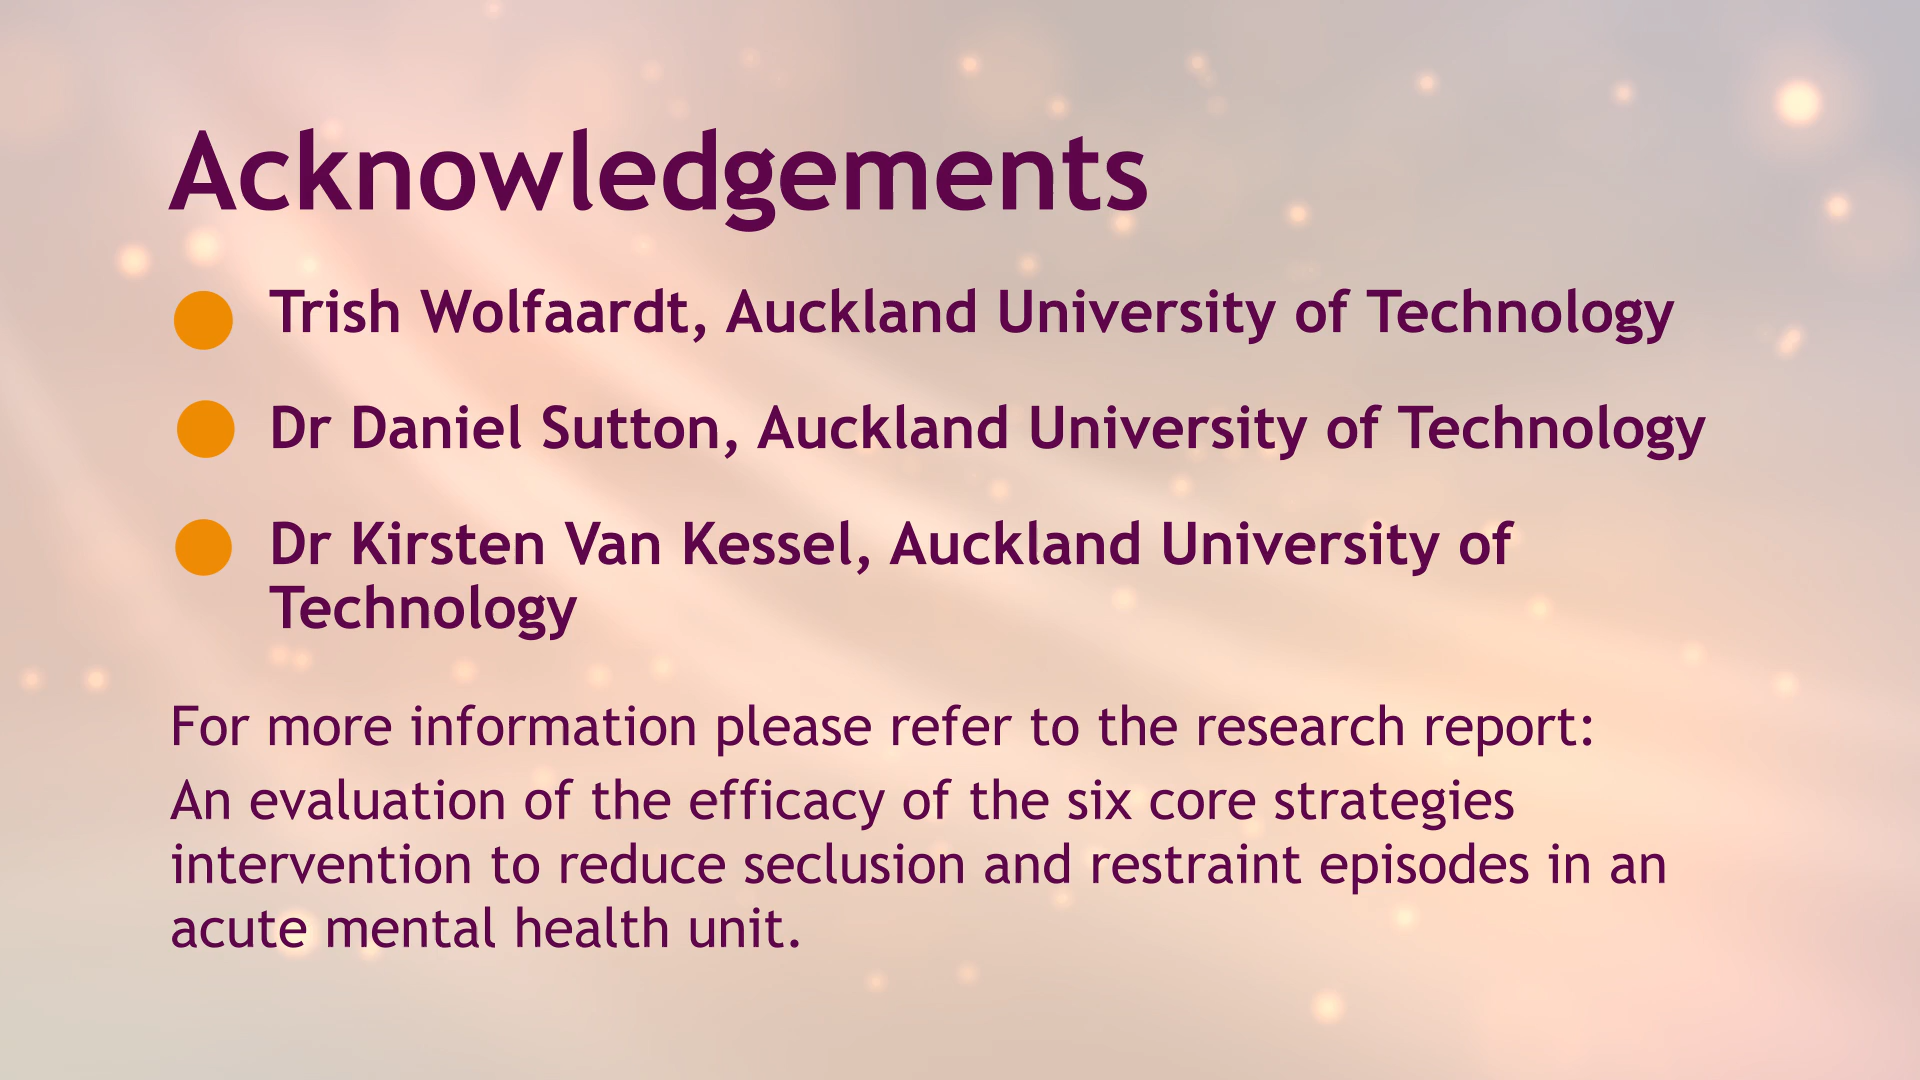 Acknowledgements
Trish Wolfaardt, Auckland University of Technology
Dr Daniel Sutton, Auckland University of Technology
Dr Kirsten Van Kessel, Auckland University of
Technology
For more information please refer to the research report:
An evaluation of the efficacy of the six core strategies
intervention to reduce seclusion and restraint episodes in an
acute mental health unit.